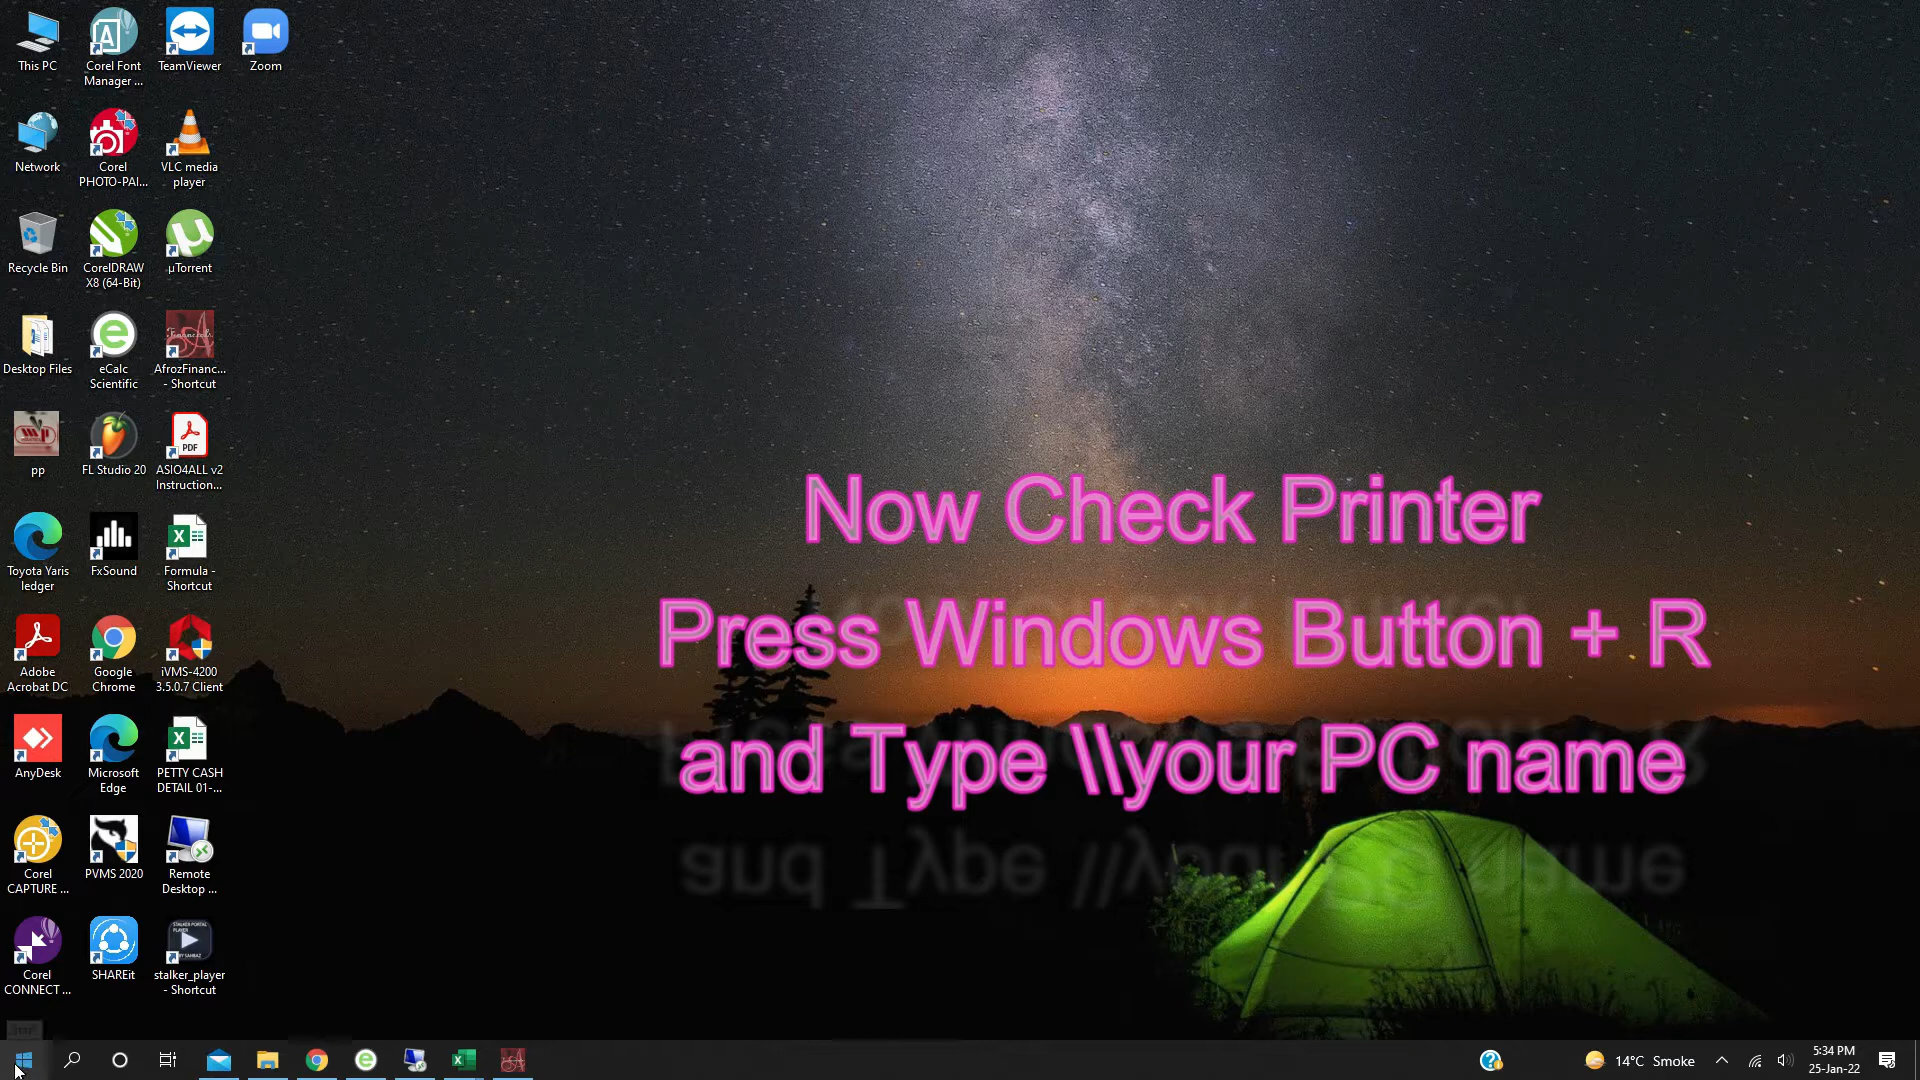 This PC
Corel Font
Manager ...
TeamViewer
Zoom
Network
Corel
PHOTO-PAI...
VLC media
player
Recycle Bin
CorelDRAW
X8 (64-Bit)
µTorrent
Desktop Files
eCalc
Scientific
AfrozFinanc...
- Shortcut
pp
FL Studio 20
ASIO4ALL v2
Instruction...
Toyota Yaris
ledger
FxSound
Formula -
Shortcut
Adobe
Acrobat DC
Google
Chrome
iVMS-4200
3.5.0.7 Client
AnyDesk
Microsoft
Edge
PETTY CASH
DETAIL 01-...
Corel
CAPTURE ...
PVMS 2020
Remote
Desktop ...
Corel
CONNECT ...
SHAREit
stalker_player
- Shortcut
Now Check Printer
Press Windows Button + R
and Type \\your PC name
14°C Smoke
5:34 PM
25-Jan-22